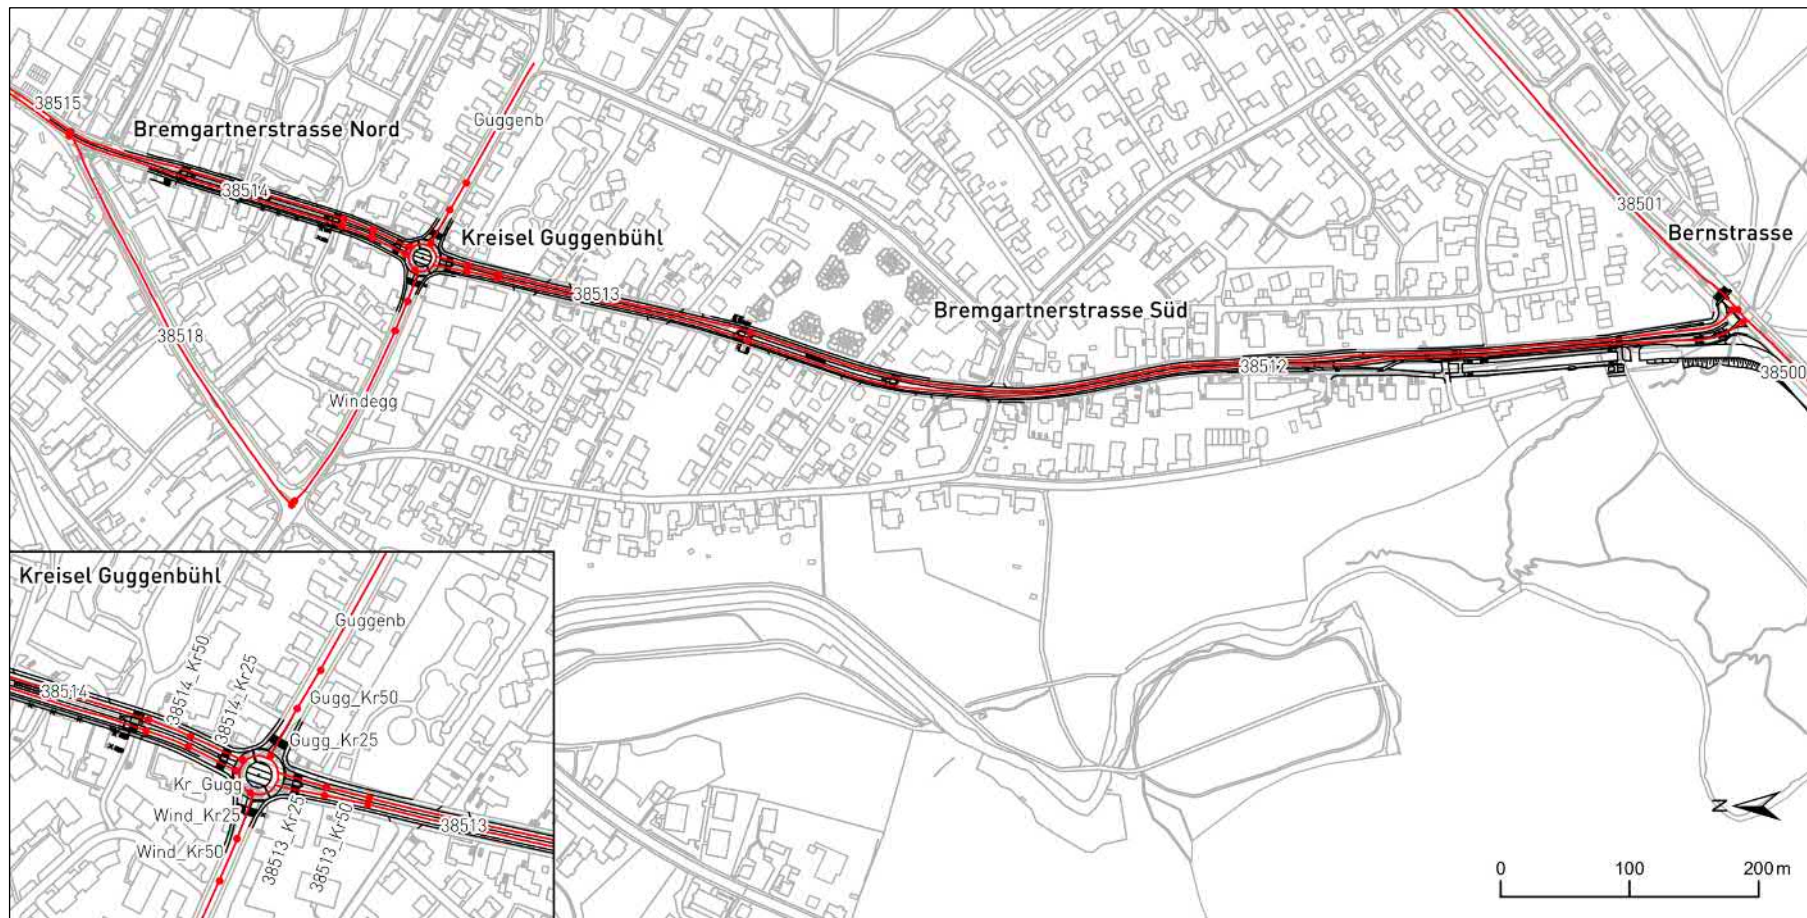 38515
Bremgartnerstrasse Nord
Guggenb
38514
Kreisel Guggenbühl
38501
Bernstrasse
38513
Bremgartnerstrasse Süd
38518
38512
38500
Windegg
Kreisel Guggenbühl
Guggenb
38514_Kr50
38514_Kr25
38514
Gugg_Kr50
Gugg_Kr25
Kr_Gugg
Wind_Kr25
38513_Kr25
38513_Kr50
38513
Wind_Kr50
N
0 100 200 m